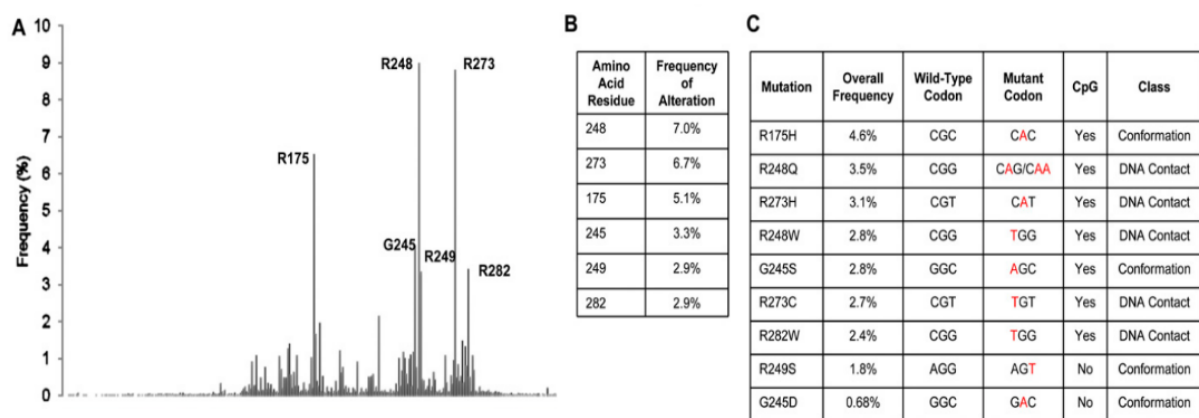 A
10
9
8
7
6
5
4
3
2
1
0
Frequency (%)
R175
R248
R273
G245
R249
R282
B
Amino Acid Residue Frequency of Alteration
248 7.0%
273 6.7%
175 5.1%
245 3.3%
249 2.9%
282 2.9%
C
Mutation Overall Frequency Wild-Type Codon Mutant Codon CpG Class
R175H 4.6% CGC CAC Yes Conformation
R248Q 3.5% CGG CAG/CAA Yes DNA Contact
R273H 3.1% CGT CAT Yes DNA Contact
R248W 2.8% CGG TGG Yes DNA Contact
G245S 2.8% GGC AGC Yes Conformation
R273C 2.7% CGT TGT Yes DNA Contact
R282W 2.4% CGG TGG Yes DNA Contact
R249S 1.8% AGG AGT No Conformation
G245D 0.68% GGC GAC No Conformation